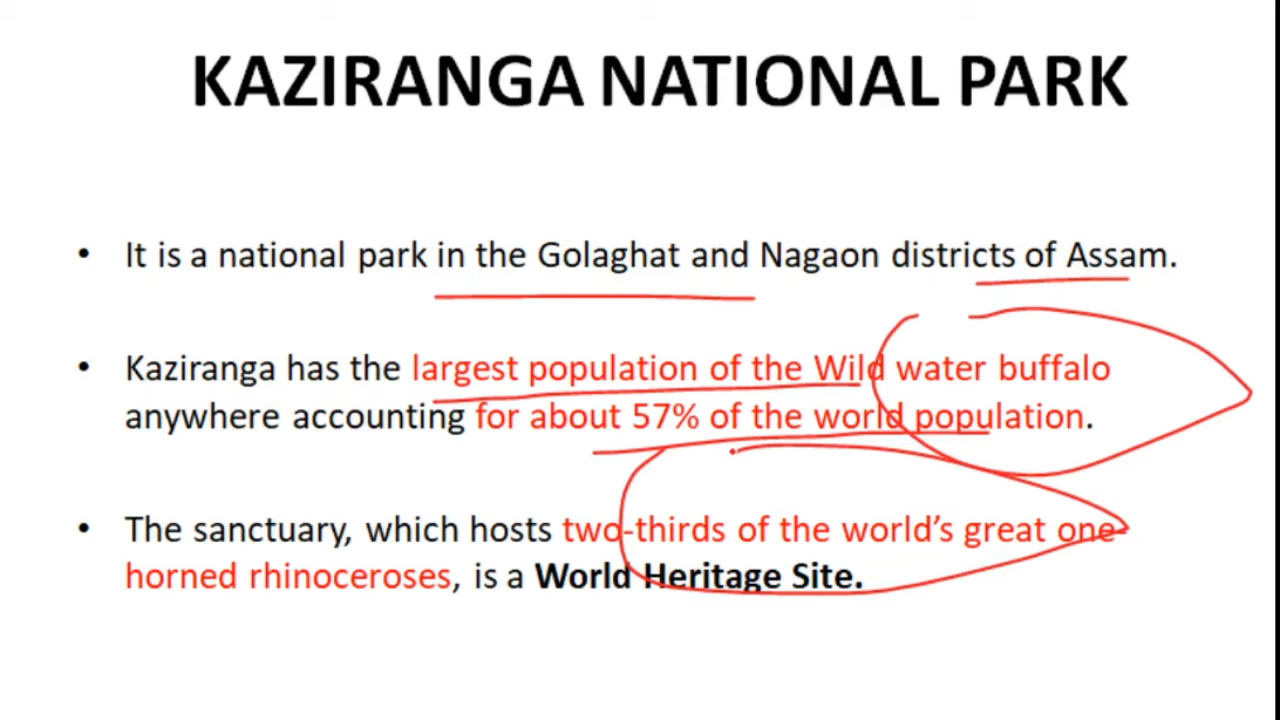 KAZIRANGA NATIONAL PARK
• It is a national park in the Golaghat and Nagaon districts of Assam.
• Kaziranga has the largest population of the Wild water buffalo
anywhere accounting for about 57% of the world population.
• The sanctuary, which hosts two-thirds of the world's great one-
horned rhinoceroses, is a World Heritage Site.